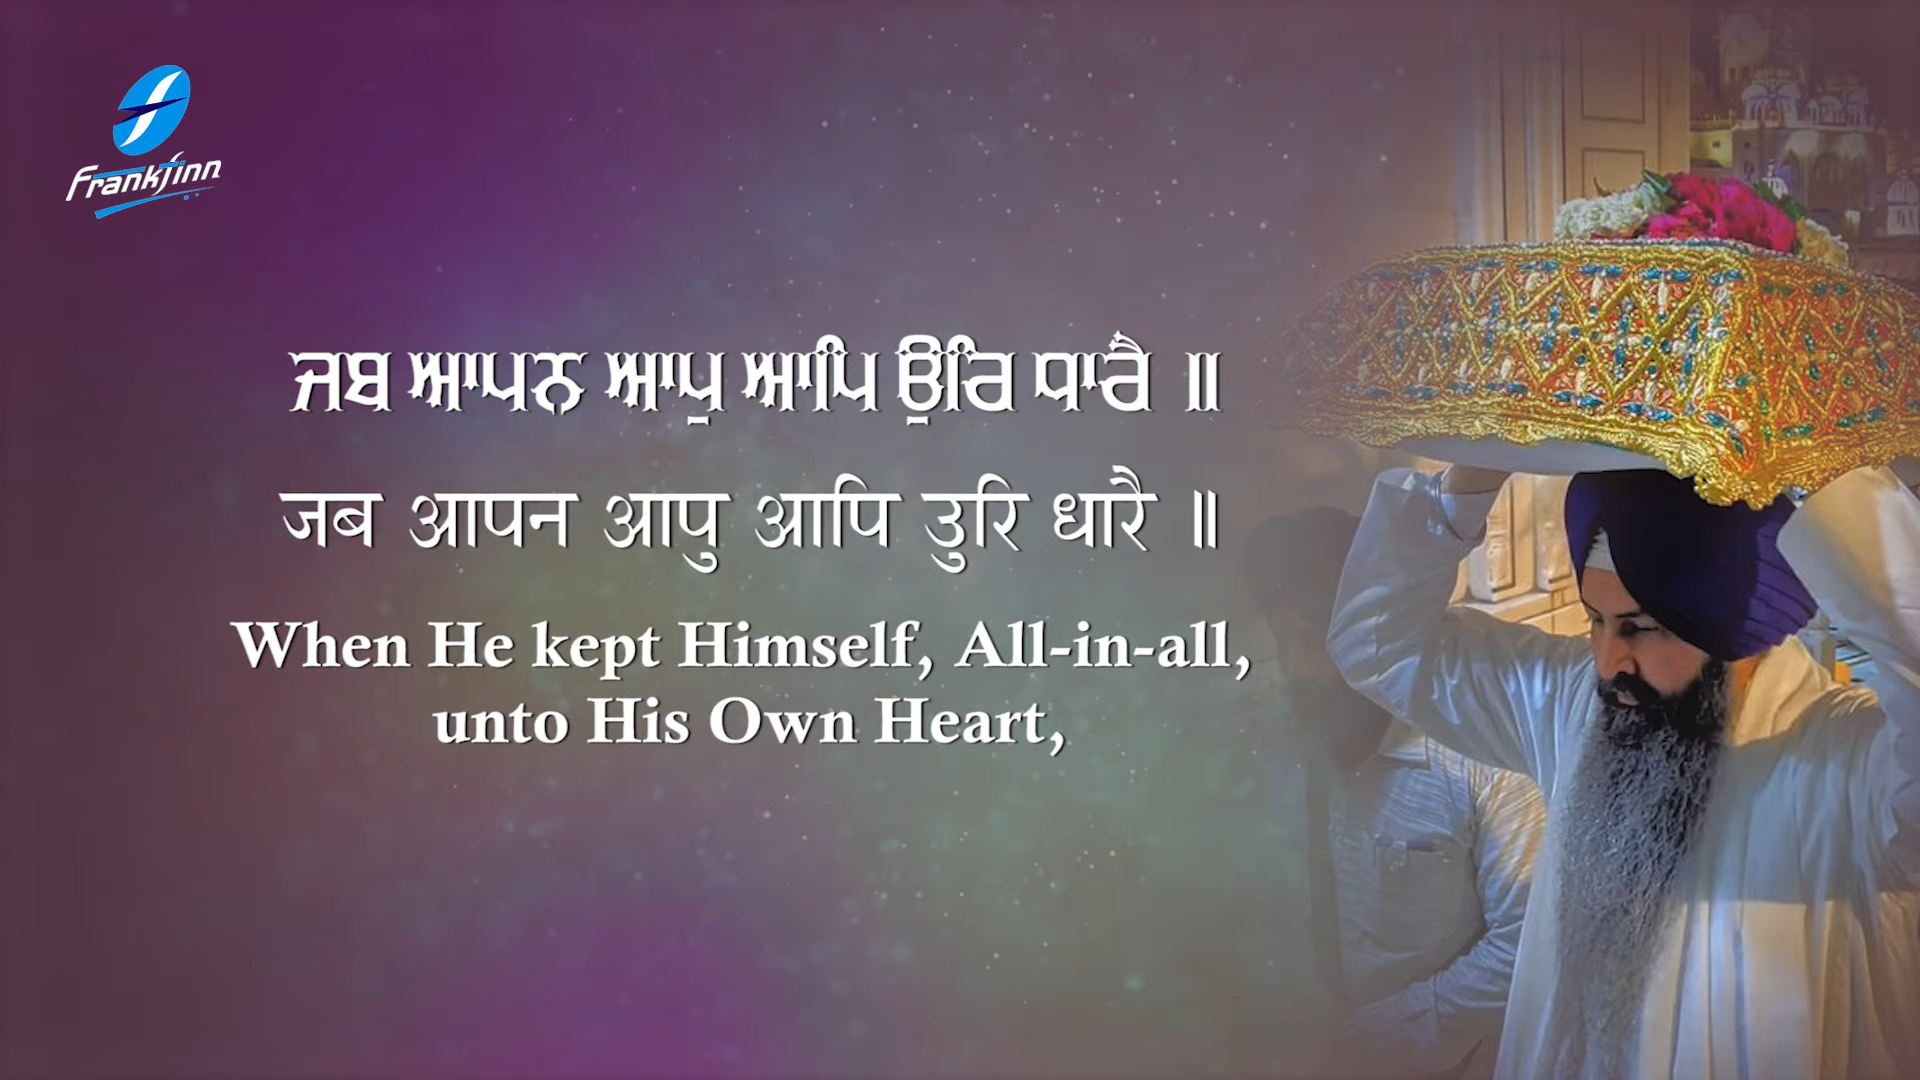 Frankfinn
ਜਬ ਆਪਨ ਆਪੁ ਆਪਿ ਉਰਿ ਧਾਰੈ ॥
जब आपन आपु आपि उरि धारै ॥
When He kept Himself, All-in-all,
unto His Own Heart,